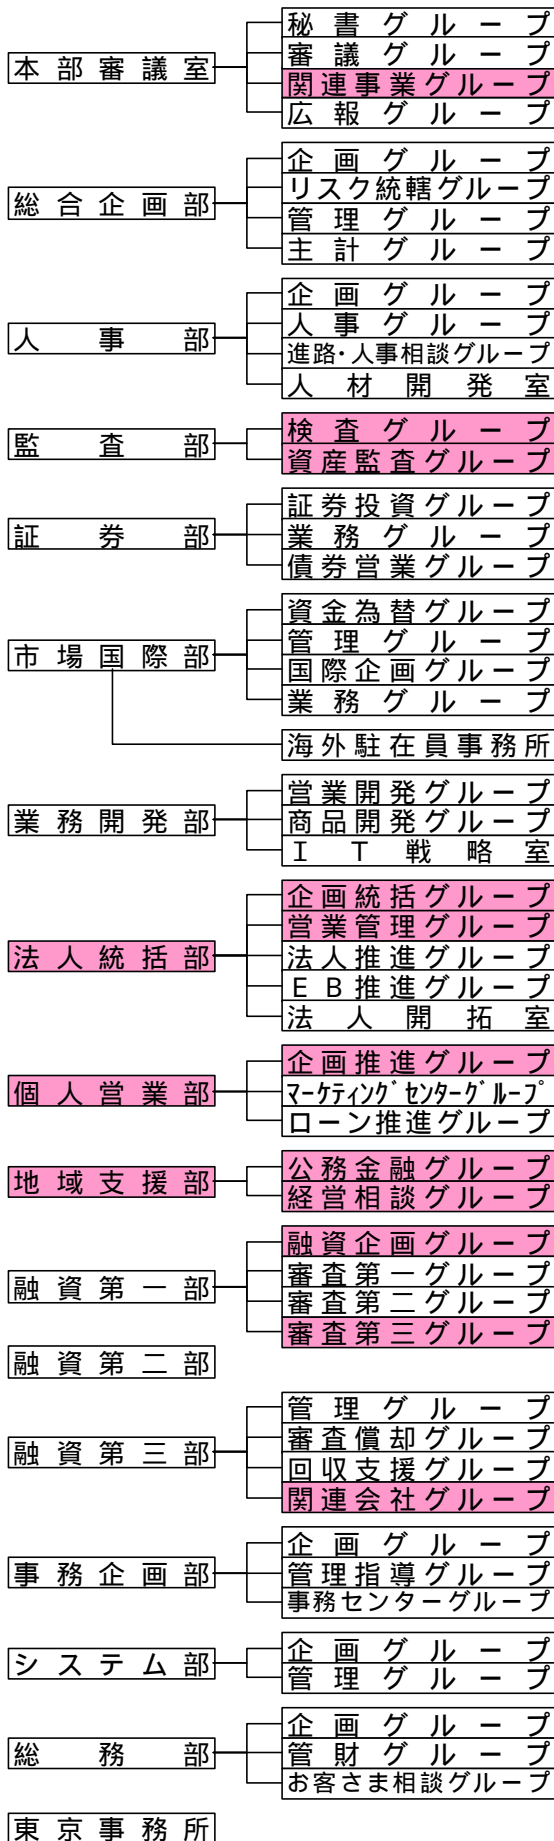 本部審議室
秘書グループ
審議グループ
関連事業グループ
広報グループ
総合企画部
企画グループ
リスク統轄グループ
管理グループ
主計グループ
人事部
企画グループ
人事グループ
進路・人事相談グループ
人材開発室
監査部
検査グループ
資産監査グループ
証券部
証券投資グループ
業務グループ
債券営業グループ
市場国際部
資金為替グループ
管理グループ
国際企画グループ
業務グループ
海外駐在員事務所
業務開発部
営業開発グループ
商品開発グループ
ＩＴ戦略室
法人統括部
企画統括グループ
営業管理グループ
法人推進グループ
ＥＢ推進グループ
法人開拓室
個人営業部
企画推進グループ
ﾏｰｹﾃｨﾝｸﾞｾﾝﾀｰｸﾞﾙｰﾌﾟ
ローン推進グループ
地域支援部
公務金融グループ
経営相談グループ
融資第一部
融資企画グループ
審査第一グループ
審査第二グループ
審査第三グループ
融資第二部
融資第三部
管理グループ
審査償却グループ
回収支援グループ
関連会社グループ
事務企画部
企画グループ
管理指導グループ
事務センターグループ
システム部
企画グループ
管理グループ
総務部
企画グループ
管財グループ
お客さま相談グループ
東京事務所